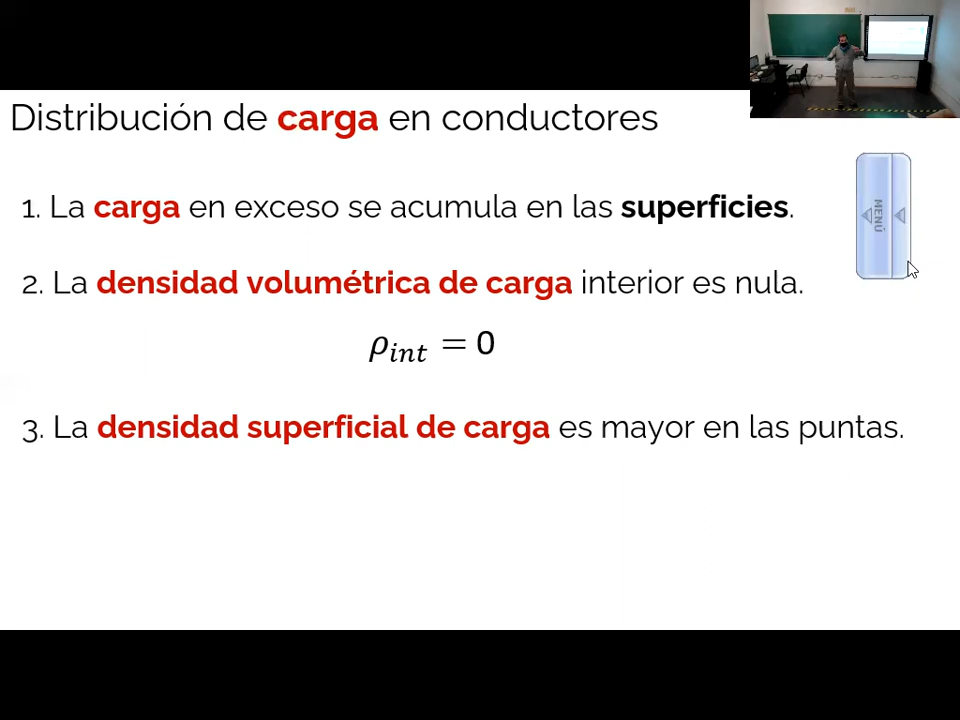 Distribución de carga en conductores
1. La carga en exceso se acumula en las superficies.
MENÚ
2. La densidad volumétrica de carga interior es nula.
ρ_int = 0
3. La densidad superficial de carga es mayor en las puntas.